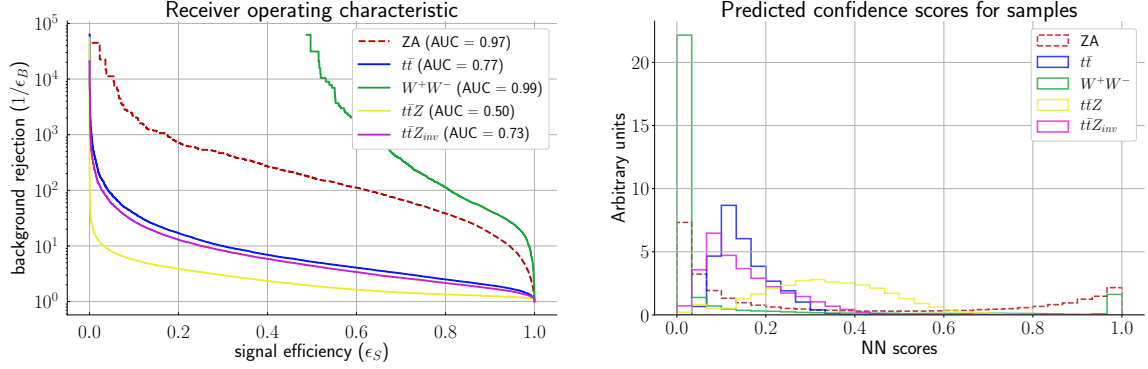 Receiver operating characteristic
background rejection (1/ϵ_B)
10^5
10^4
10^3
10^2
10^1
10^0
ZA (AUC = 0.97)
tt̄ (AUC = 0.77)
W^+W^- (AUC = 0.99)
tt̄Z (AUC = 0.50)
tt̄Z_inv (AUC = 0.73)
0.0 0.2 0.4 0.6 0.8 1.0
signal efficiency (ϵ_S)
Predicted confidence scores for samples
Arbitrary units
20
15
10
5
0
ZA
tt̄
W^+W^-
tt̄Z
tt̄Z_inv
0.0 0.2 0.4 0.6 0.8 1.0
NN scores